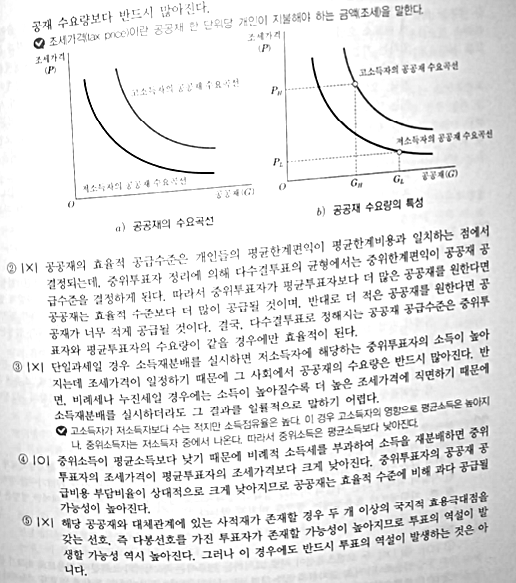 공재 수요량보다 반드시 많아진다.
조세가격(tax price)이란 공공재 한 단위당 개인이 지불해야 하는 금액(조세)을 말한다.
조세가격
(P)
고소득자의 공공재 수요곡선
저소득자의 공공재 수요곡선
O
공공재(G)
a) 공공재의 수요곡선
조세가격
(P)
고소득자의 공공재 수요곡선
P_H
저소득자의 공공재 수요곡선
P_L
O
G_H
G_L
공공재(G)
b) 공공재 수요량의 특성
② |X| 공공재의 효율적 공급수준은 개인들의 평균한계편익이 평균한계비용과 일치하는 점에서
결정되는데, 중위투표자 정리에 의해 다수결투표의 균형에서는 중위한계편익이 공공재 공
급수준을 결정하게 된다. 따라서 중위투표자가 평균투표자보다 더 많은 공공재를 원한다면
공공재는 효율적 수준보다 더 많이 공급될 것이며, 반대로 더 적은 공공재를 원한다면 공
공재가 너무 적게 공급될 것이다. 결국, 다수결투표로 정해지는 공공재 공급수준은 중위투
표자와 평균투표자의 수요량이 같을 경우에만 효율적이 된다.
③ |X| 단일과세일 경우 소득재분배를 실시하면 저소득자에 해당하는 중위투표자의 소득이 높아
지는데 조세가격이 일정하기 때문에 그 사회에서 공공재의 수요량은 반드시 많아진다. 반
면, 비례세나 누진세일 경우에는 소득이 높아질수록 더 높은 조세가격에 직면하기 때문에
소득재분배를 실시하더라도 그 결과를 일률적으로 말하기 어렵다.
고소득자가 저소득자보다 수는 적지만 소득점유율은 높다. 이 경우 고소득자의 영향으로 평균소득은 높아지
나, 중위소득자는 저소득자 중에서 나온다. 따라서 중위소득은 평균소득보다 낮아진다.
④ |O| 중위소득이 평균소득보다 낮기 때문에 비례적 소득세를 부과하여 소득을 재분배하면 중위
투표자의 조세가격이 평균투표자의 조세가격보다 크게 낮아진다. 중위투표자의 공공재 공
급비용 부담비율이 상대적으로 크게 낮아지므로 공공재는 효율적 수준에 비해 과다 공급될
가능성이 높아진다.
⑤ |X| 해당 공공재와 대체관계에 있는 사적재가 존재할 경우 두 개 이상의 국지적 효용극대점을
갖는 선호, 즉 다봉선호를 가진 투표자가 존재할 가능성이 높아지므로 투표의 역설이 발
생할 가능성 역시 높아진다. 그러나 이 경우에도 반드시 투표의 역설이 발생하는 것은 아
니다.